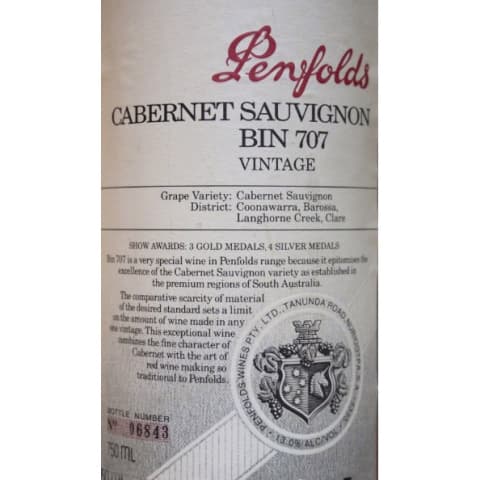 Penfolds
CABERNET SAUVIGNON
BIN 707
VINTAGE
Grape Variety: Cabernet Sauvignon
District: Coonawarra, Barossa,
Langhorne Creek, Clare
SHOW AWARDS: 3 GOLD MEDALS, 4 SILVER MEDALS
Bin 707 is a very special wine in Penfolds range because it epitomises the
excellence of the Cabernet Sauvignon variety as established in
the premium regions of South Australia.
The comparative scarcity of material
of the desired standard sets a limit
on the amount of wine made in any
one vintage. This exceptional wine
combines the fine character of
Cabernet with the art of
red wine making so
traditional to Penfolds.
PENFOLDS WINES PTY. LTD., TANUNDA ROAD,
13.0% ALC/VOL
BOTTLE NUMBER
Nº 06843
750 ML